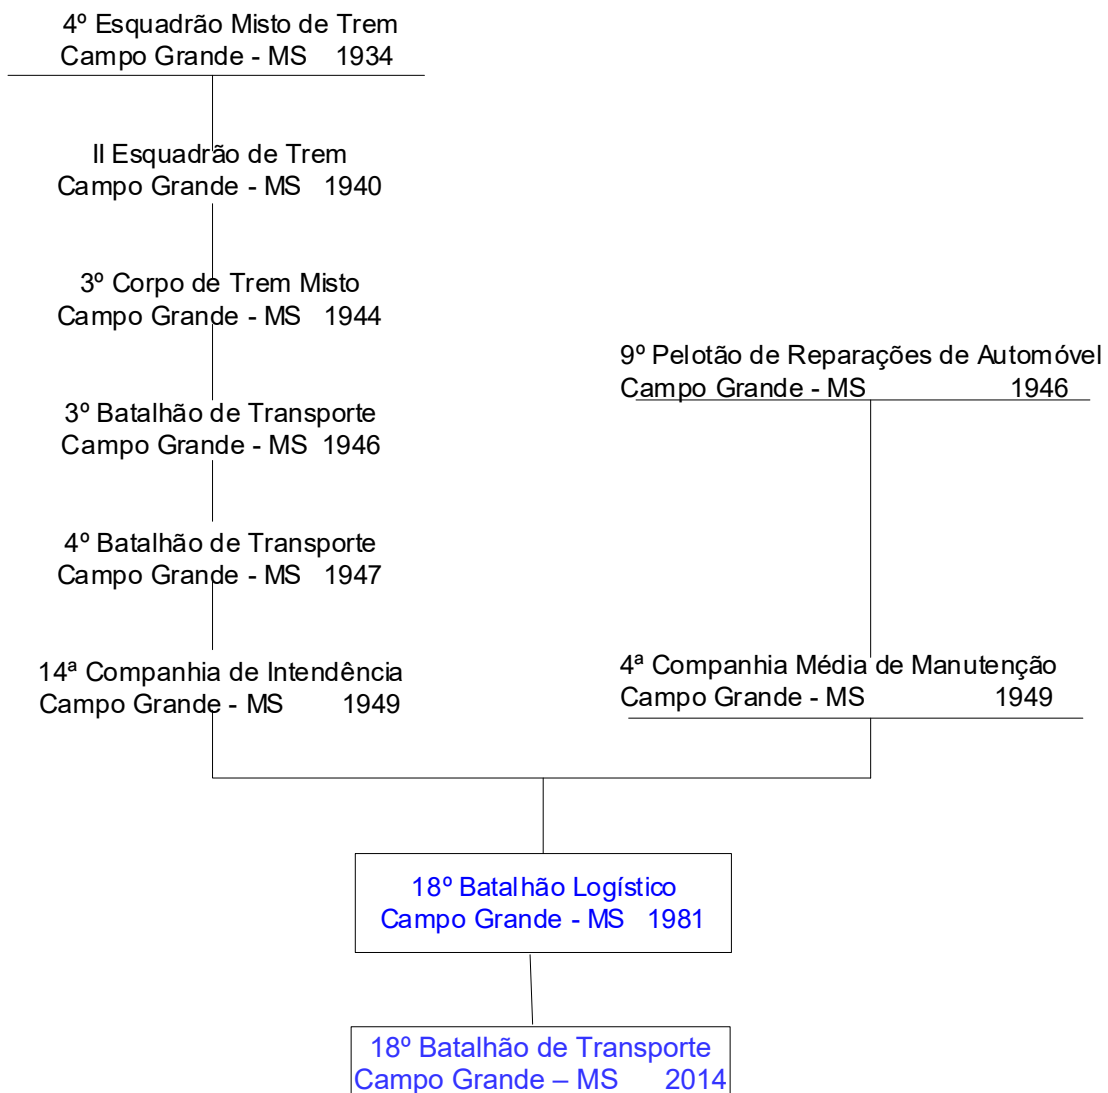 4º Esquadrão Misto de Trem
Campo Grande - MS 1934
II Esquadrão de Trem
Campo Grande - MS 1940
3º Corpo de Trem Misto
Campo Grande - MS 1944
3º Batalhão de Transporte
Campo Grande - MS 1946
4º Batalhão de Transporte
Campo Grande - MS 1947
14ª Companhia de Intendência
Campo Grande - MS 1949
9º Pelotão de Reparações de Automóvel
Campo Grande - MS 1946
4ª Companhia Média de Manutenção
Campo Grande - MS 1949
18º Batalhão Logístico
Campo Grande - MS 1981
18º Batalhão de Transporte
Campo Grande – MS 2014